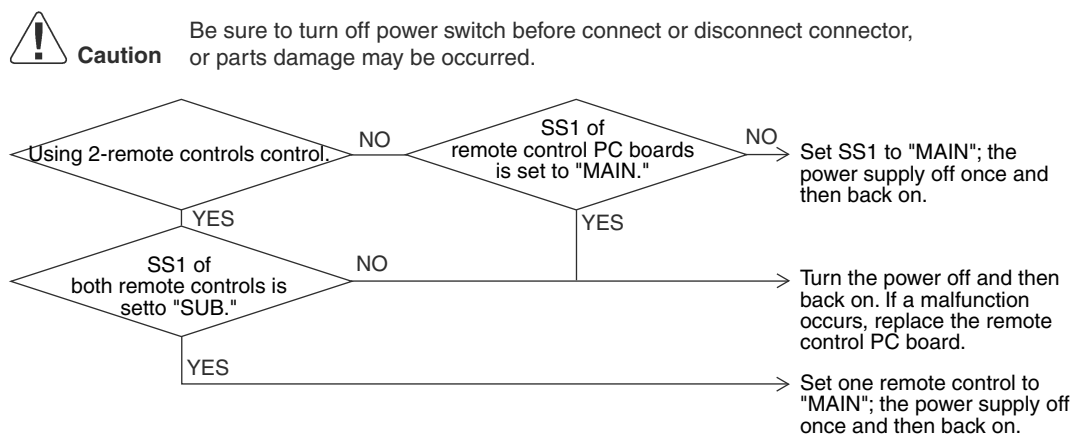 Be sure to turn off power switch before connect or disconnect connector,
Caution or parts damage may be occurred.
Using 2-remote controls control.
NO
SS1 of
remote control PC boards
is set to "MAIN."
NO
Set SS1 to "MAIN"; the
power supply off once and
then back on.
YES
YES
SS1 of
both remote controls is
setto "SUB."
NO
Turn the power off and then
back on. If a malfunction
occurs, replace the remote
control PC board.
YES
Set one remote control to
"MAIN"; the power supply off
once and then back on.